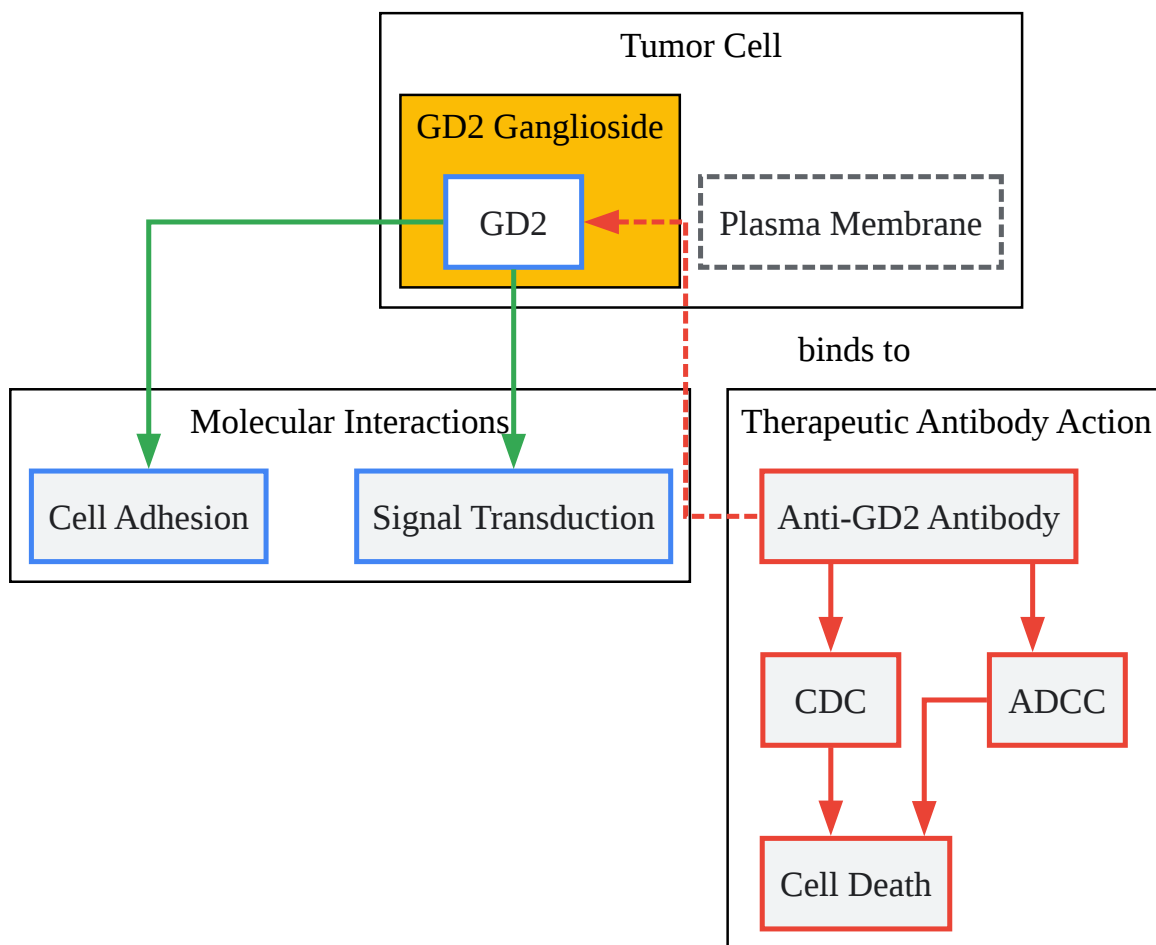 Tumor Cell
GD2 Ganglioside
GD2
Plasma Membrane
binds to
Molecular Interactions
Therapeutic Antibody Action
Cell Adhesion
Signal Transduction
Anti-GD2 Antibody
CDC
ADCC
Cell Death